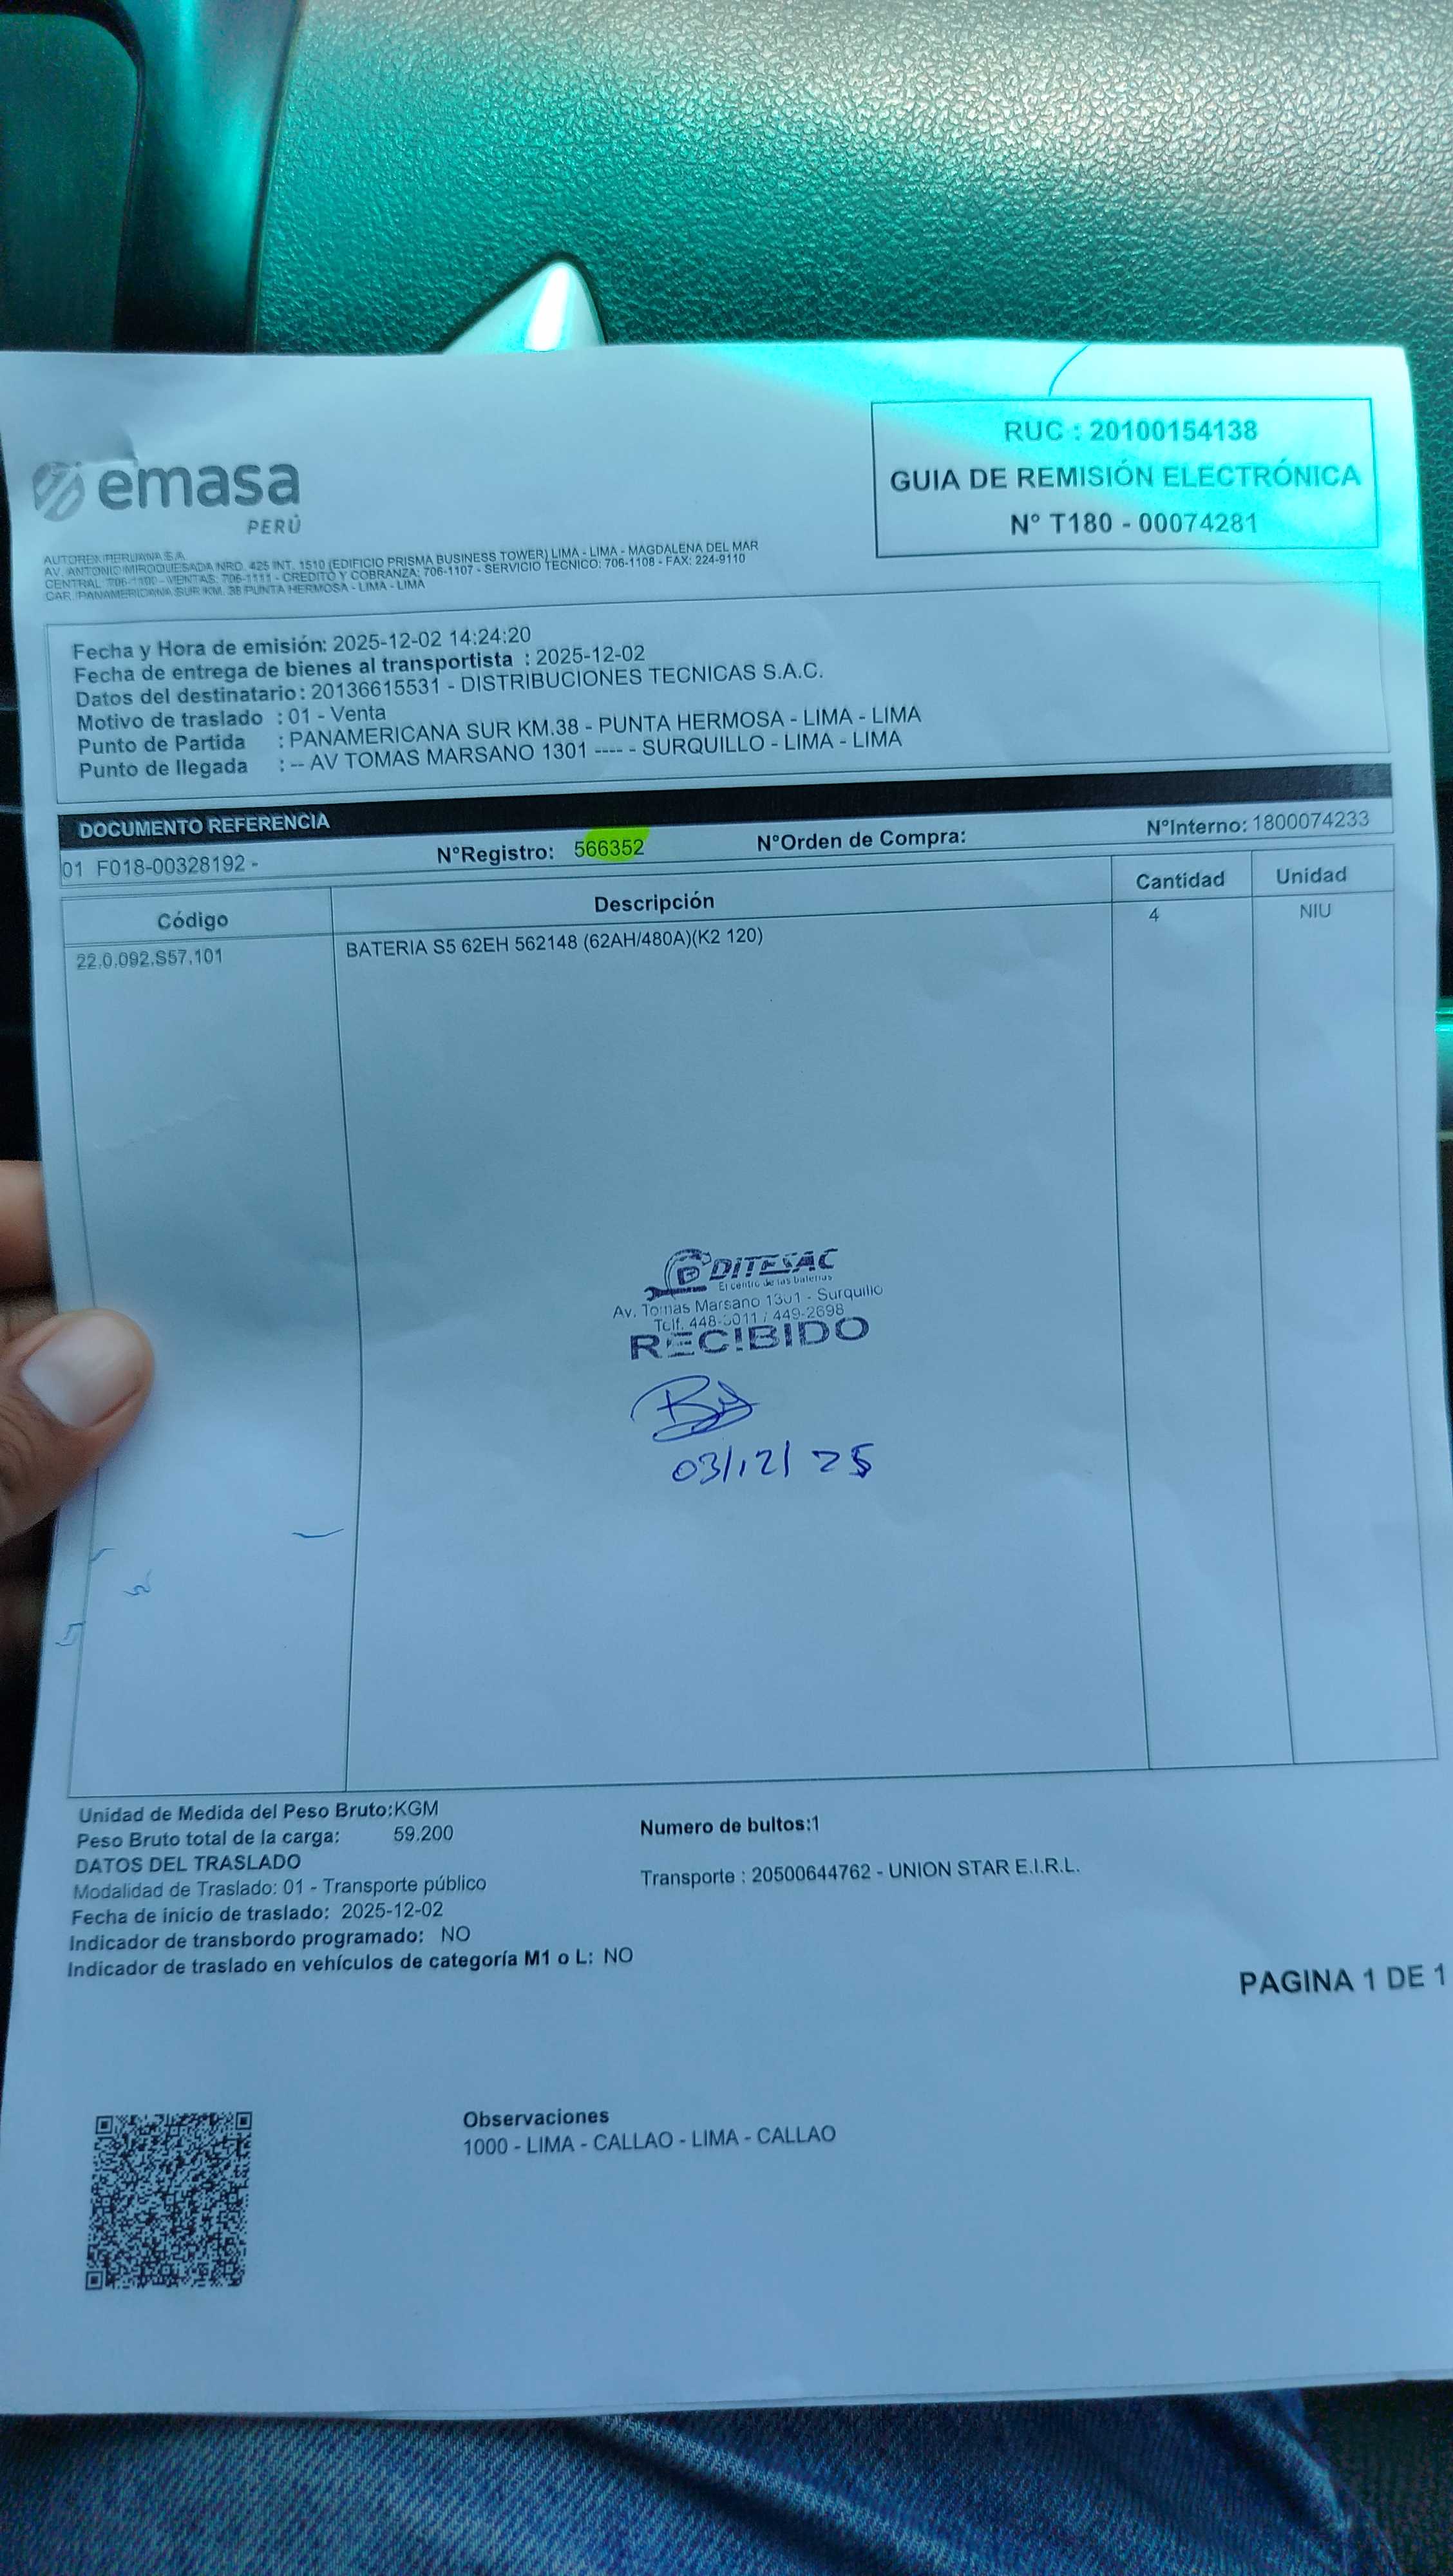 emasa
PERÚ
RUC : 20100154138
GUIA DE REMISIÓN ELECTRÓNICA
N° T180 - 00074281
AUTOREX PERUANA S.A.
AV. ANTONIO MIROQUESADA NRO. 425 INT. 1510 (EDIFICIO PRISMA BUSINESS TOWER) LIMA - LIMA - MAGDALENA DEL MAR
CENTRAL: 706-1100 - VENTAS: 706-1111 - CREDITO Y COBRANZA: 706-1107 - SERVICIO TECNICO: 706-1108 - FAX: 224-9110
CAR. PANAMERICANA SUR KM. 38 PUNTA HERMOSA - LIMA - LIMA
Fecha y Hora de emisión: 2025-12-02 14:24:20
Fecha de entrega de bienes al transportista : 2025-12-02
Datos del destinatario : 20136615531 - DISTRIBUCIONES TECNICAS S.A.C.
Motivo de traslado : 01 - Venta
Punto de Partida : PANAMERICANA SUR KM.38 - PUNTA HERMOSA - LIMA - LIMA
Punto de llegada : -- AV TOMAS MARSANO 1301 ---- - SURQUILLO - LIMA - LIMA
DOCUMENTO REFERENCIA
01 F018-00328192 - N°Registro: 566352 N°Orden de Compra: N°Interno: 1800074233
Código Descripción Cantidad Unidad
22.0.092.S57.101 BATERIA S5 62EH 562148 (62AH/480A)(K2 120) 4 NIU
DITESAC
El centro de las baterias
Av. Tomas Marsano 1301 - Surquillo
Telf. 449-2698
RECIBIDO
03/12/25
Unidad de Medida del Peso Bruto:KGM
Peso Bruto total de la carga: 59.200
Numero de bultos:1
DATOS DEL TRASLADO
Modalidad de Traslado: 01 - Transporte público
Transporte : 20500644762 - UNION STAR E.I.R.L.
Fecha de inicio de traslado: 2025-12-02
Indicador de transbordo programado: NO
Indicador de traslado en vehículos de categoría M1 o L: NO
PAGINA 1 DE 1
Observaciones
1000 - LIMA - CALLAO - LIMA - CALLAO